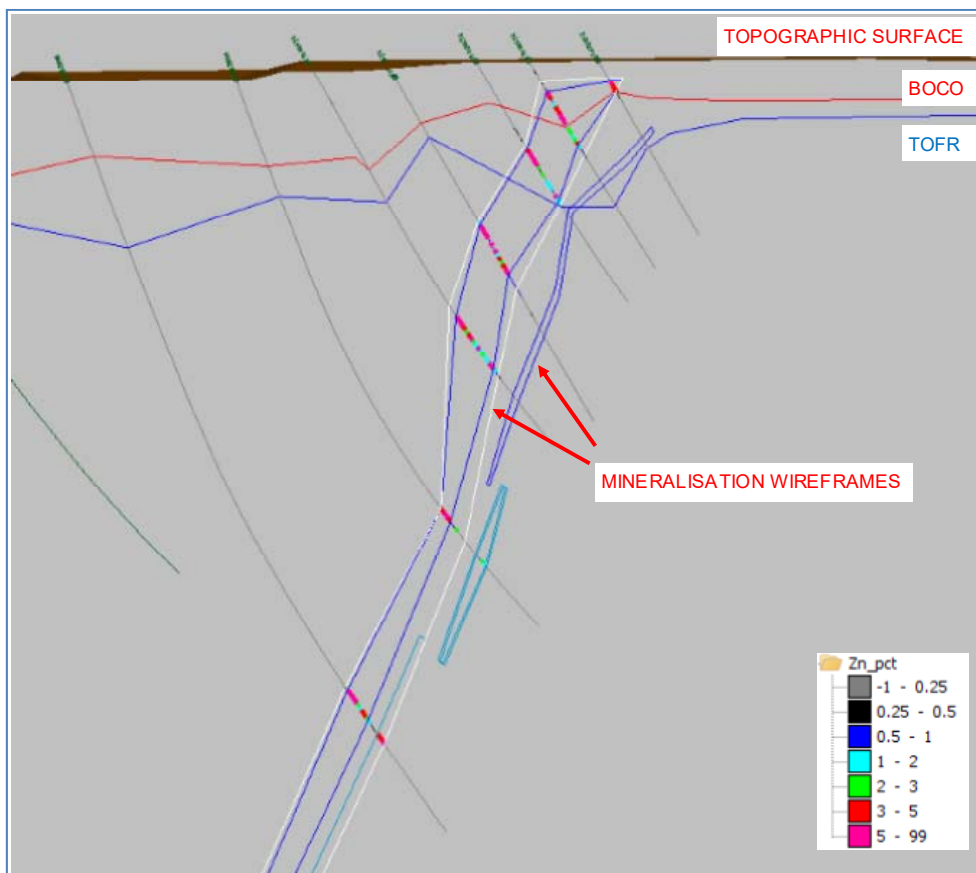 TOPOGRAPHIC SURFACE
BOCO
TOFR
MINERALISATION WIREFRAMES
Zn_pct
-1 - 0.25
0.25 - 0.5
0.5 - 1
1 - 2
2 - 3
3 - 5
5 - 99